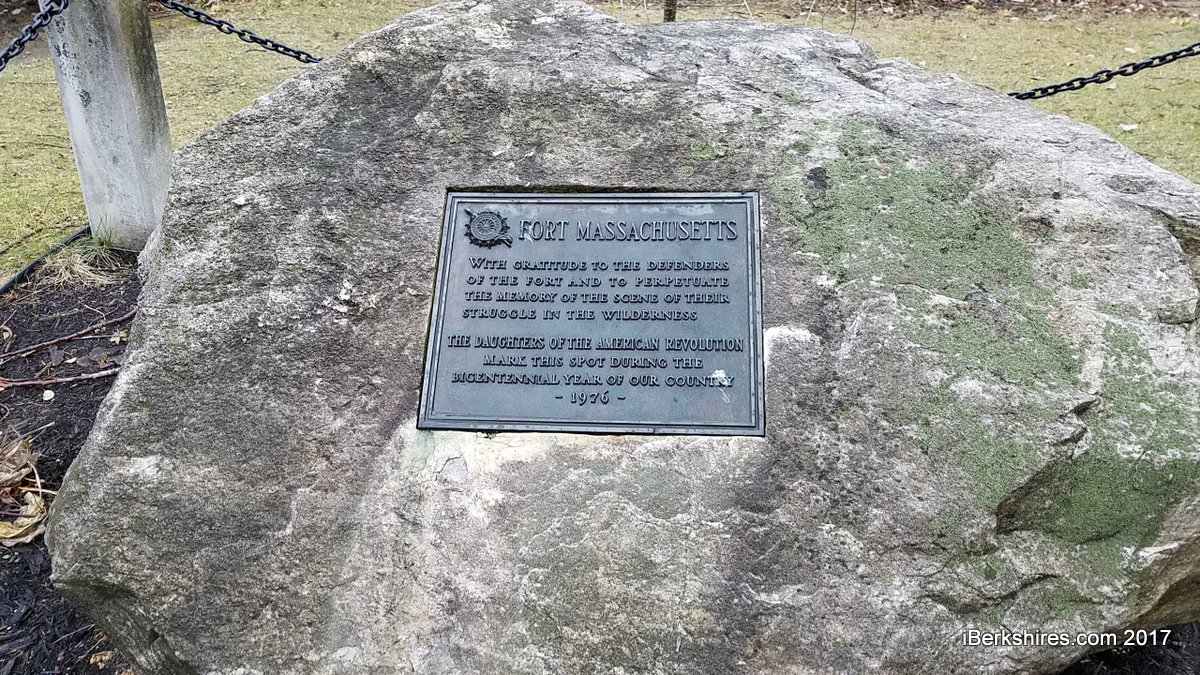 FORT MASSACHUSETTS
WITH GRATITUDE TO THE DEFENDERS
OF THE FORT AND TO PERPETUATE
THE MEMORY OF THE SCENE OF THEIR
STRUGGLE IN THE WILDERNESS
THE DAUGHTERS OF THE AMERICAN REVOLUTION
MARK THIS SPOT DURING THE
BICENTENNIAL YEAR OF OUR COUNTRY
- 1976 -
iBerkshires.com 2017